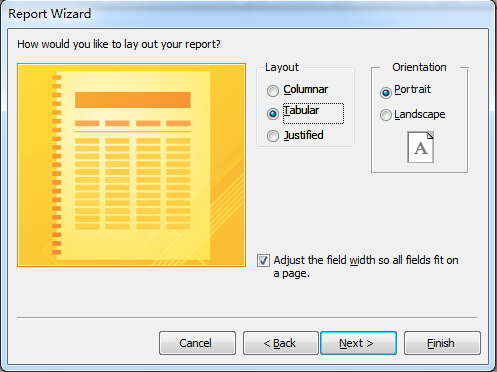 Report Wizard
How would you like to lay out your report?
Layout
Columnar
Tabular
Justified
Orientation
Portrait
Landscape
A
Adjust the field width so all fields fit on
a page.
Cancel
< Back
Next >
Finish